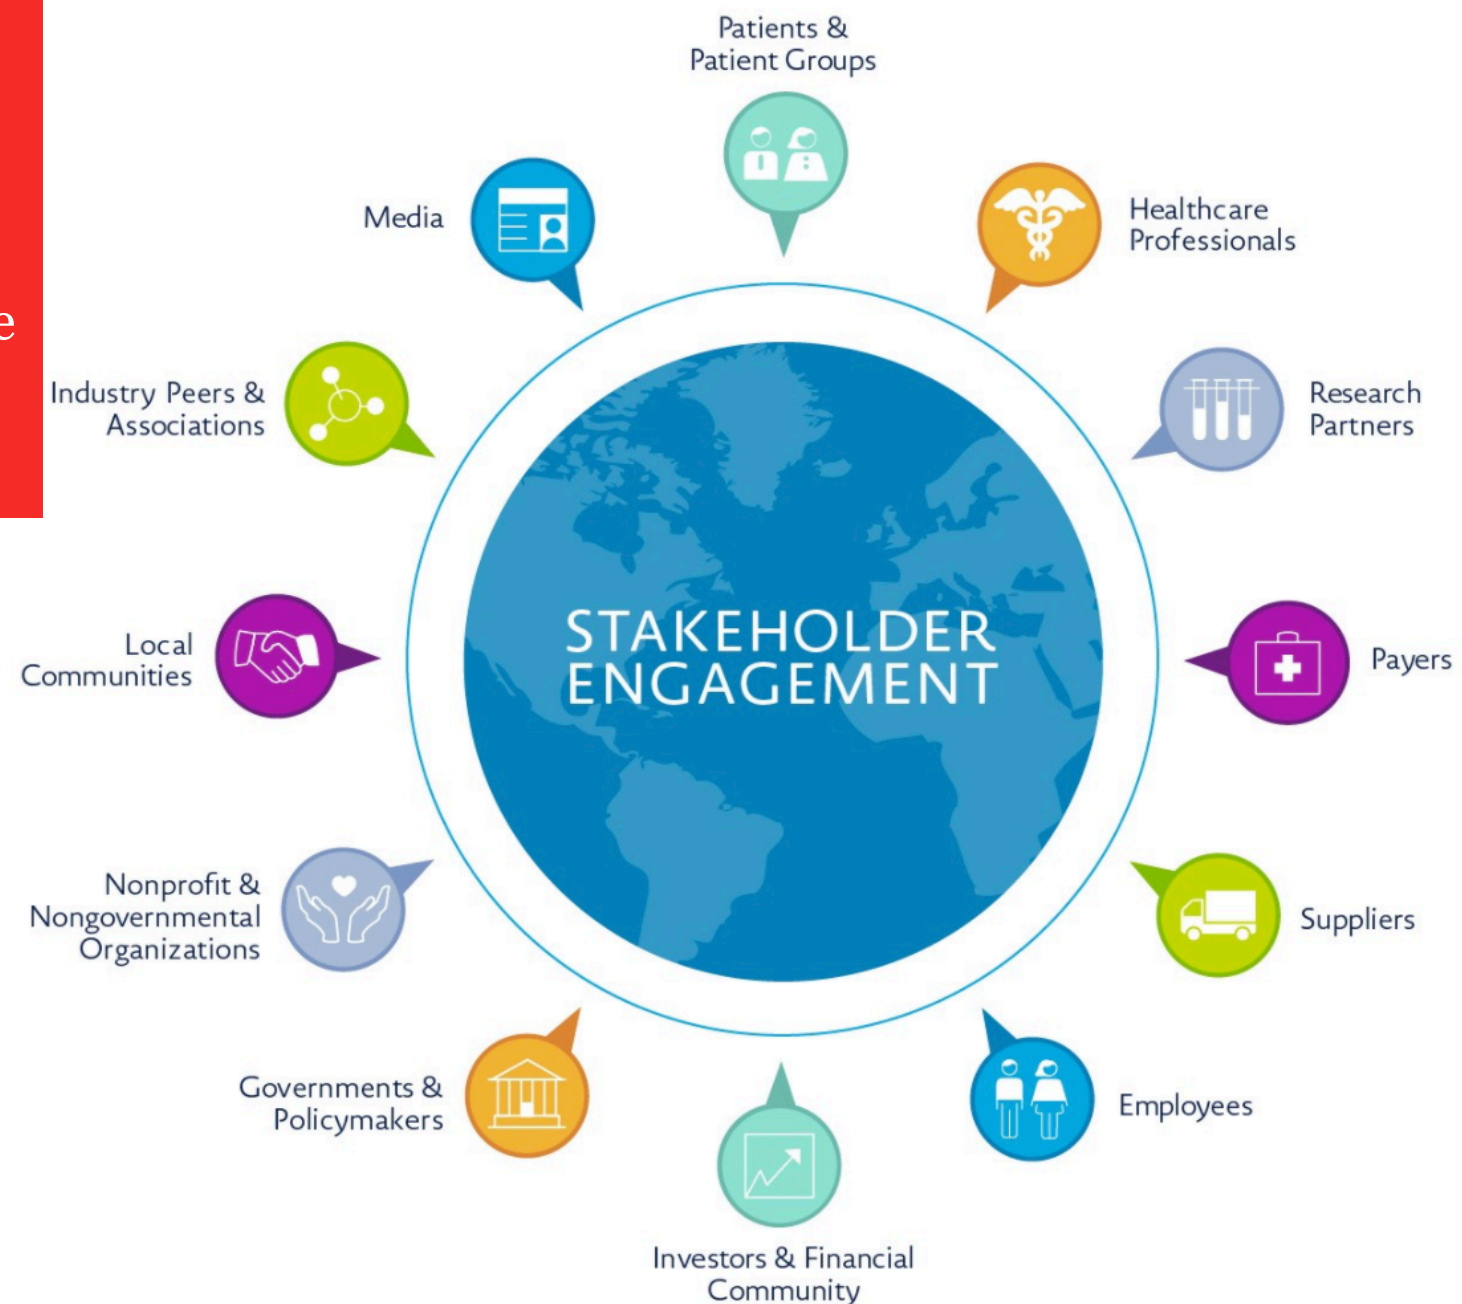 Patients &
Patient Groups
Media
Healthcare
Professionals
e
Industry Peers &
Associations
Research
Partners
STAKEHOLDER
ENGAGEMENT
Local
Communities
Payers
Nonprofit &
Nongovernmental
Organizations
Suppliers
Governments &
Policymakers
Employees
Investors & Financial
Community